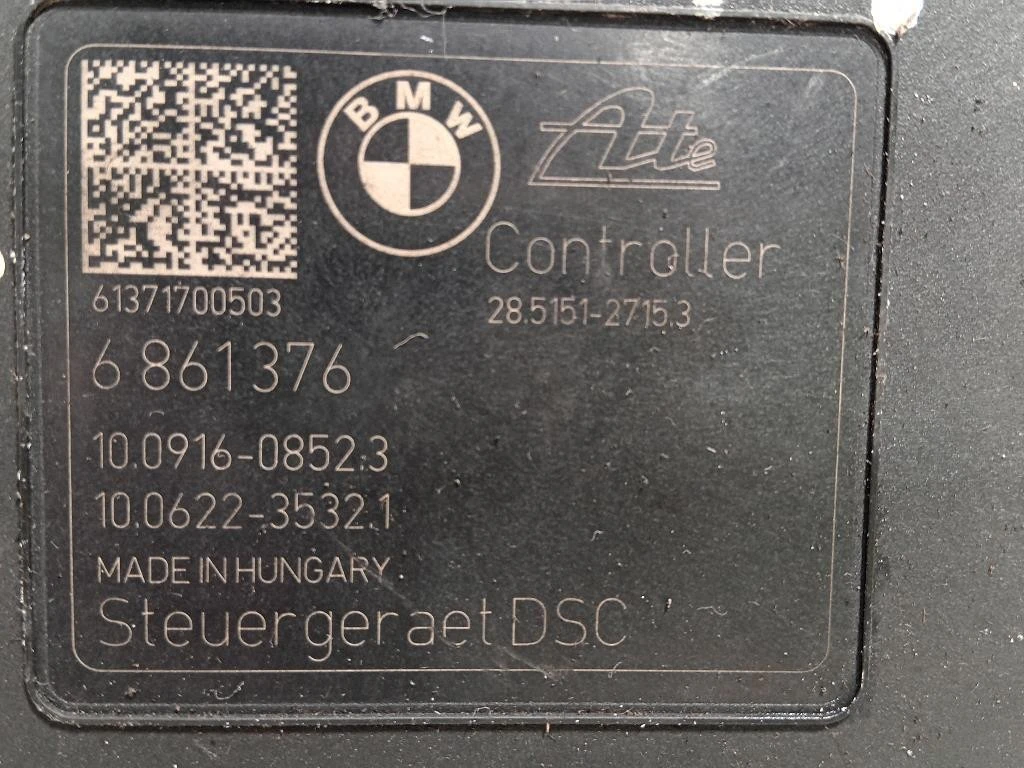 BMW
Ate
Controller
61371700503
28.5151-2715.3
6 861 376
10.0916-0852.3
10.0622-3532.1
MADE IN HUNGARY
Steuergeraet DSC